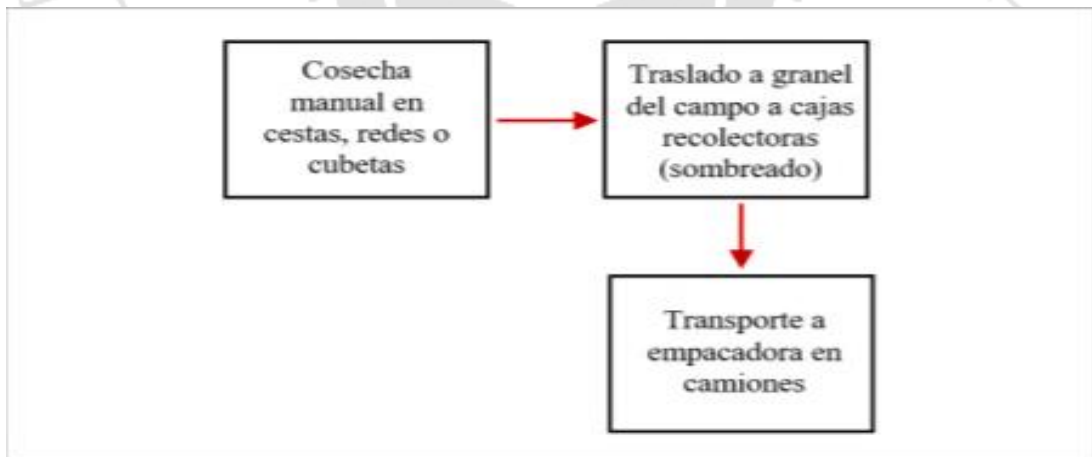 Cosecha
manual en
cestas, redes o
cubetas
Traslado a granel
del campo a cajas
recolectoras
(sombreado)
Transporte a
empacadora en
camiones